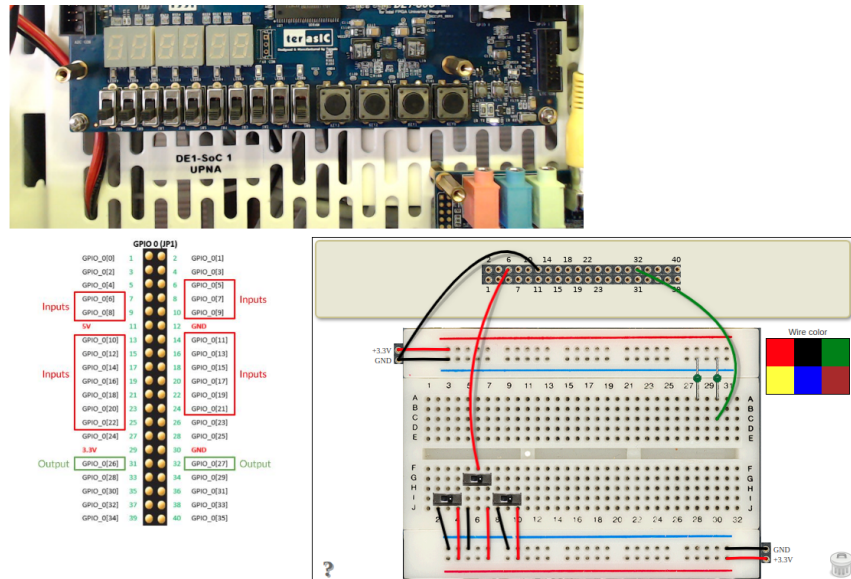 terasIC
DE1-SoC 1
UPNA
GPIO 0 (JP1)
GPIO_0[0] 1 2 GPIO_0[1]
GPIO_0[2] 3 4 GPIO_0[3]
GPIO_0[4] 5 6 GPIO_0[5]
Inputs GPIO_0[6] 7 8 GPIO_0[7] Inputs
GPIO_0[8] 9 10 GPIO_0[9]
5V 11 12 GND
GPIO_0[10] 13 14 GPIO_0[11]
GPIO_0[12] 15 16 GPIO_0[13]
GPIO_0[14] 17 18 GPIO_0[15]
Inputs GPIO_0[16] 19 20 GPIO_0[17] Inputs
GPIO_0[18] 21 22 GPIO_0[19]
GPIO_0[20] 23 24 GPIO_0[21]
GPIO_0[22] 25 26 GPIO_0[23]
GPIO_0[24] 27 28 GPIO_0[25]
3.3V 29 30 GND
Output GPIO_0[26] 31 32 GPIO_0[27] Output
GPIO_0[28] 33 34 GPIO_0[29]
GPIO_0[30] 35 36 GPIO_0[31]
GPIO_0[32] 37 38 GPIO_0[33]
GPIO_0[34] 39 40 GPIO_0[35]
2 6 10 14 18 22 32 40
1 7 11 15 19 23 31 39
Wire color
+3.3V
GND
1 3 5 7 9 11 13 15 17 19 21 23 25 27 29 31
A A
B B
C C
D D
E E
F F
G G
H H
I I
J J
2 4 6 8 10 12 14 16 18 20 22 24 26 28 30 32
GND
+3.3V
?